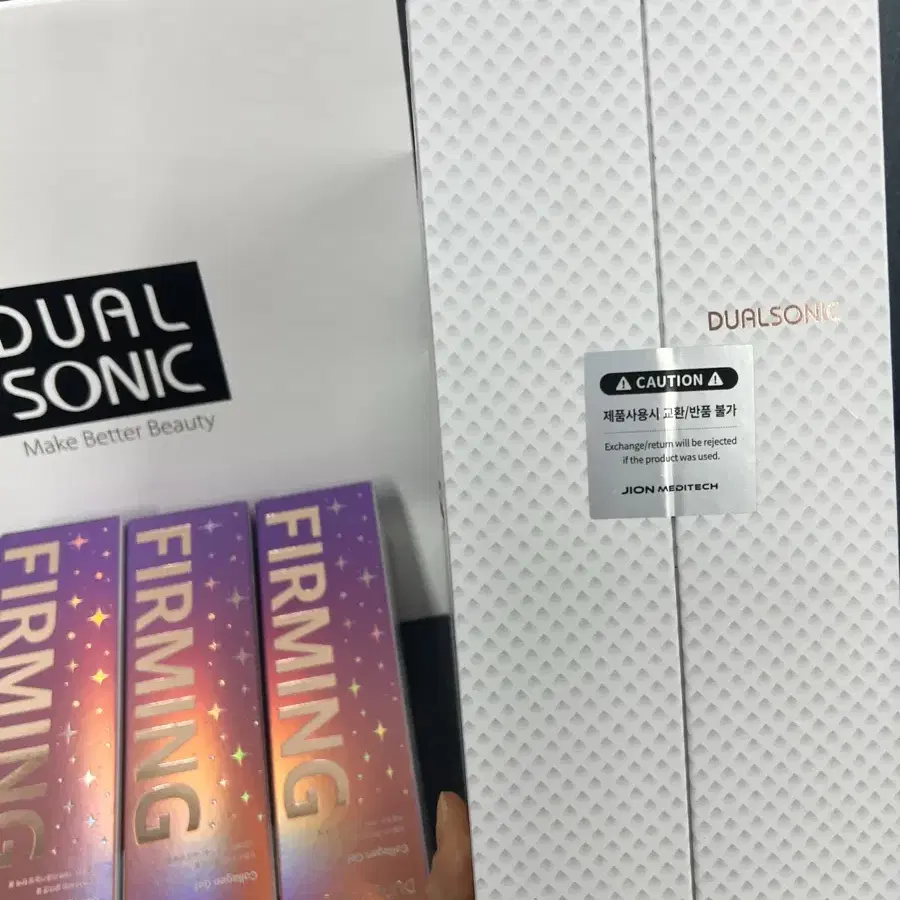 DUAL
SONIC
Make Better Beauty
FIRMING
FIRMING
FIRMING
Collagen Gel
Collagen Gel
DUALSONIC
CAUTION
제품사용시 교환/반품 불가
Exchange/return will be rejected
if the product was used.
JION MEDITECH